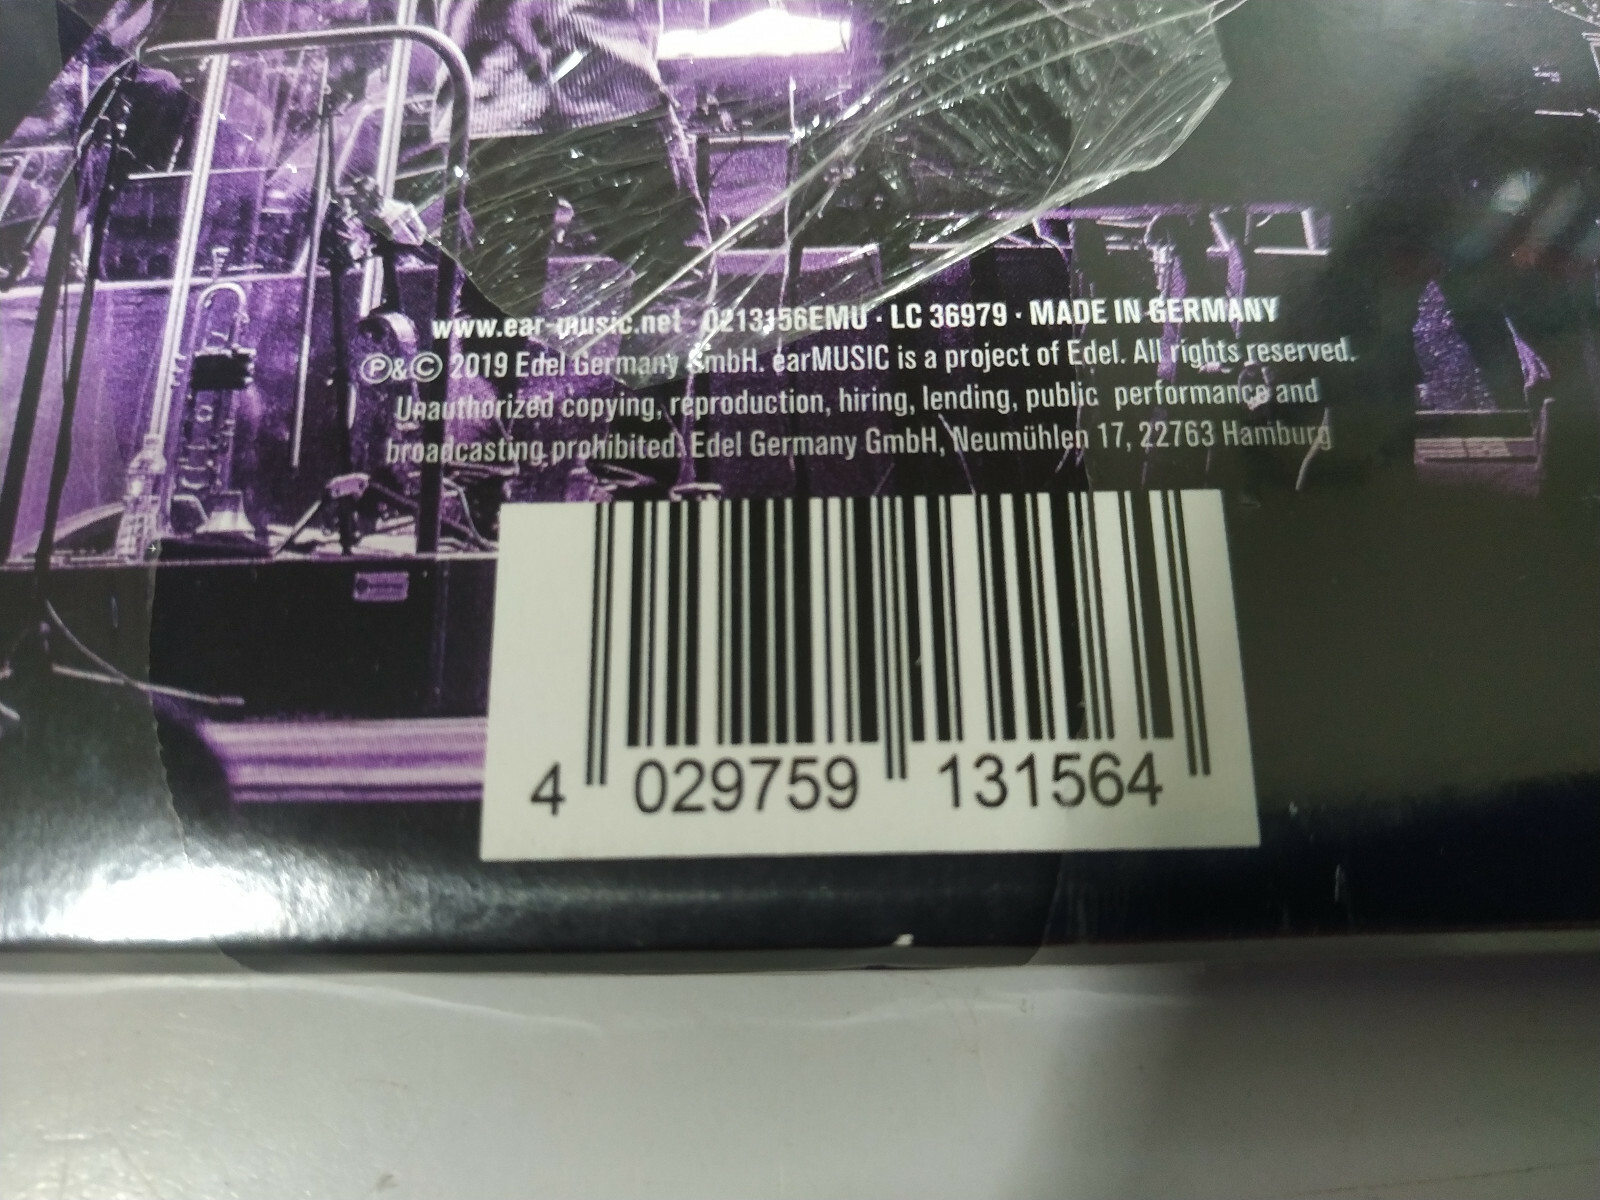 www.ear-music.net · 0213156EMU · LC 36979 · MADE IN GERMANY
℗&© 2019 Edel Germany GmbH. earMUSIC is a project of Edel. All rights reserved.
Unauthorized copying, reproduction, hiring, lending, public performance and
broadcasting prohibited. Edel Germany GmbH, Neumühlen 17, 22763 Hamburg
4 029759 131564